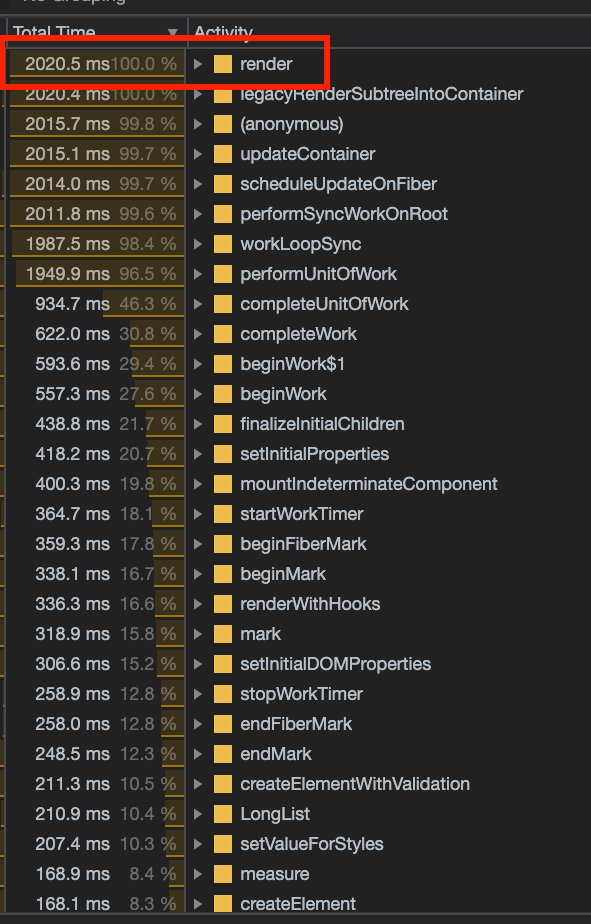 No Grouping
Total Time ▼ Activity
2020.5 ms 100.0 % render
2020.4 ms 100.0 % legacyRenderSubtreeIntoContainer
2015.7 ms 99.8 % (anonymous)
2015.1 ms 99.7 % updateContainer
2014.0 ms 99.7 % scheduleUpdateOnFiber
2011.8 ms 99.6 % performSyncWorkOnRoot
1987.5 ms 98.4 % workLoopSync
1949.9 ms 96.5 % performUnitOfWork
934.7 ms 46.3 % completeUnitOfWork
622.0 ms 30.8 % completeWork
593.6 ms 29.4 % beginWork$1
557.3 ms 27.6 % beginWork
438.8 ms 21.7 % finalizeInitialChildren
418.2 ms 20.7 % setInitialProperties
400.3 ms 19.8 % mountIndeterminateComponent
364.7 ms 18.1 % startWorkTimer
359.3 ms 17.8 % beginFiberMark
338.1 ms 16.7 % beginMark
336.3 ms 16.6 % renderWithHooks
318.9 ms 15.8 % mark
306.6 ms 15.2 % setInitialDOMProperties
258.9 ms 12.8 % stopWorkTimer
258.0 ms 12.8 % endFiberMark
248.5 ms 12.3 % endMark
211.3 ms 10.5 % createElementWithValidation
210.9 ms 10.4 % LongList
207.4 ms 10.3 % setValueForStyles
168.9 ms 8.4 % measure
168.1 ms 8.3 % createElement